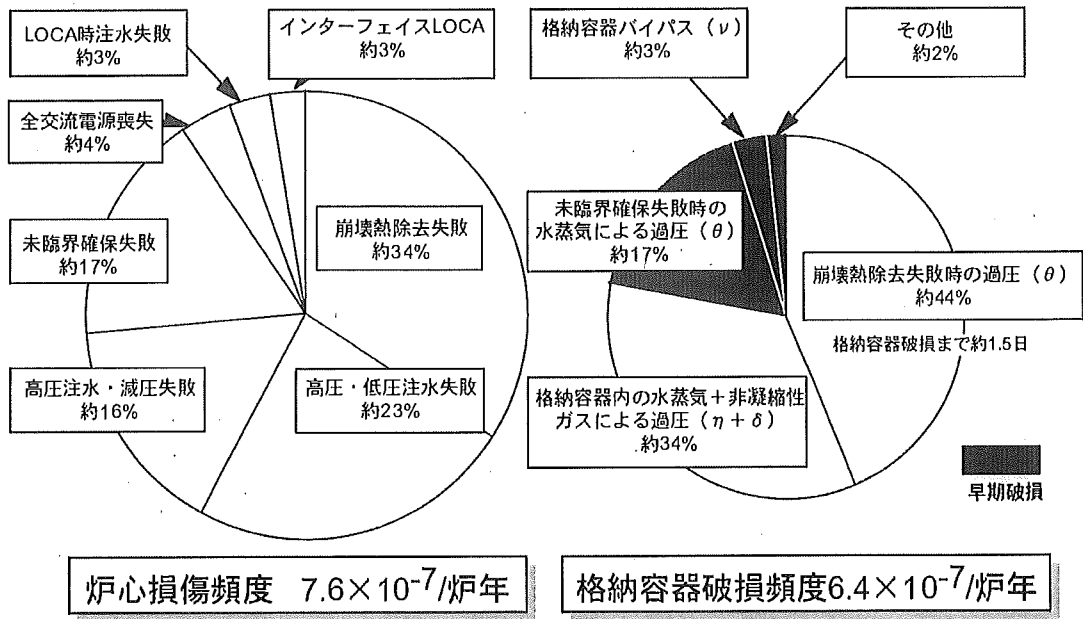 LOCA時注水失敗
約3%
インターフェイスLOCA
約3%
全交流電源喪失
約4%
未臨界確保失敗
約17%
崩壊熱除去失敗
約34%
高圧注水・減圧失敗
約16%
高圧・低圧注水失敗
約23%
炉心損傷頻度 7.6×10-7/炉年
格納容器バイパス（ν）
約3%
その他
約2%
未臨界確保失敗時の
水蒸気による過圧（θ）
約17%
崩壊熱除去失敗時の過圧（θ）
約44%
格納容器破損まで約1.5日
格納容器内の水蒸気＋非凝縮性
ガスによる過圧（η＋δ）
約34%
早期破損
格納容器破損頻度6.4×10-7/炉年